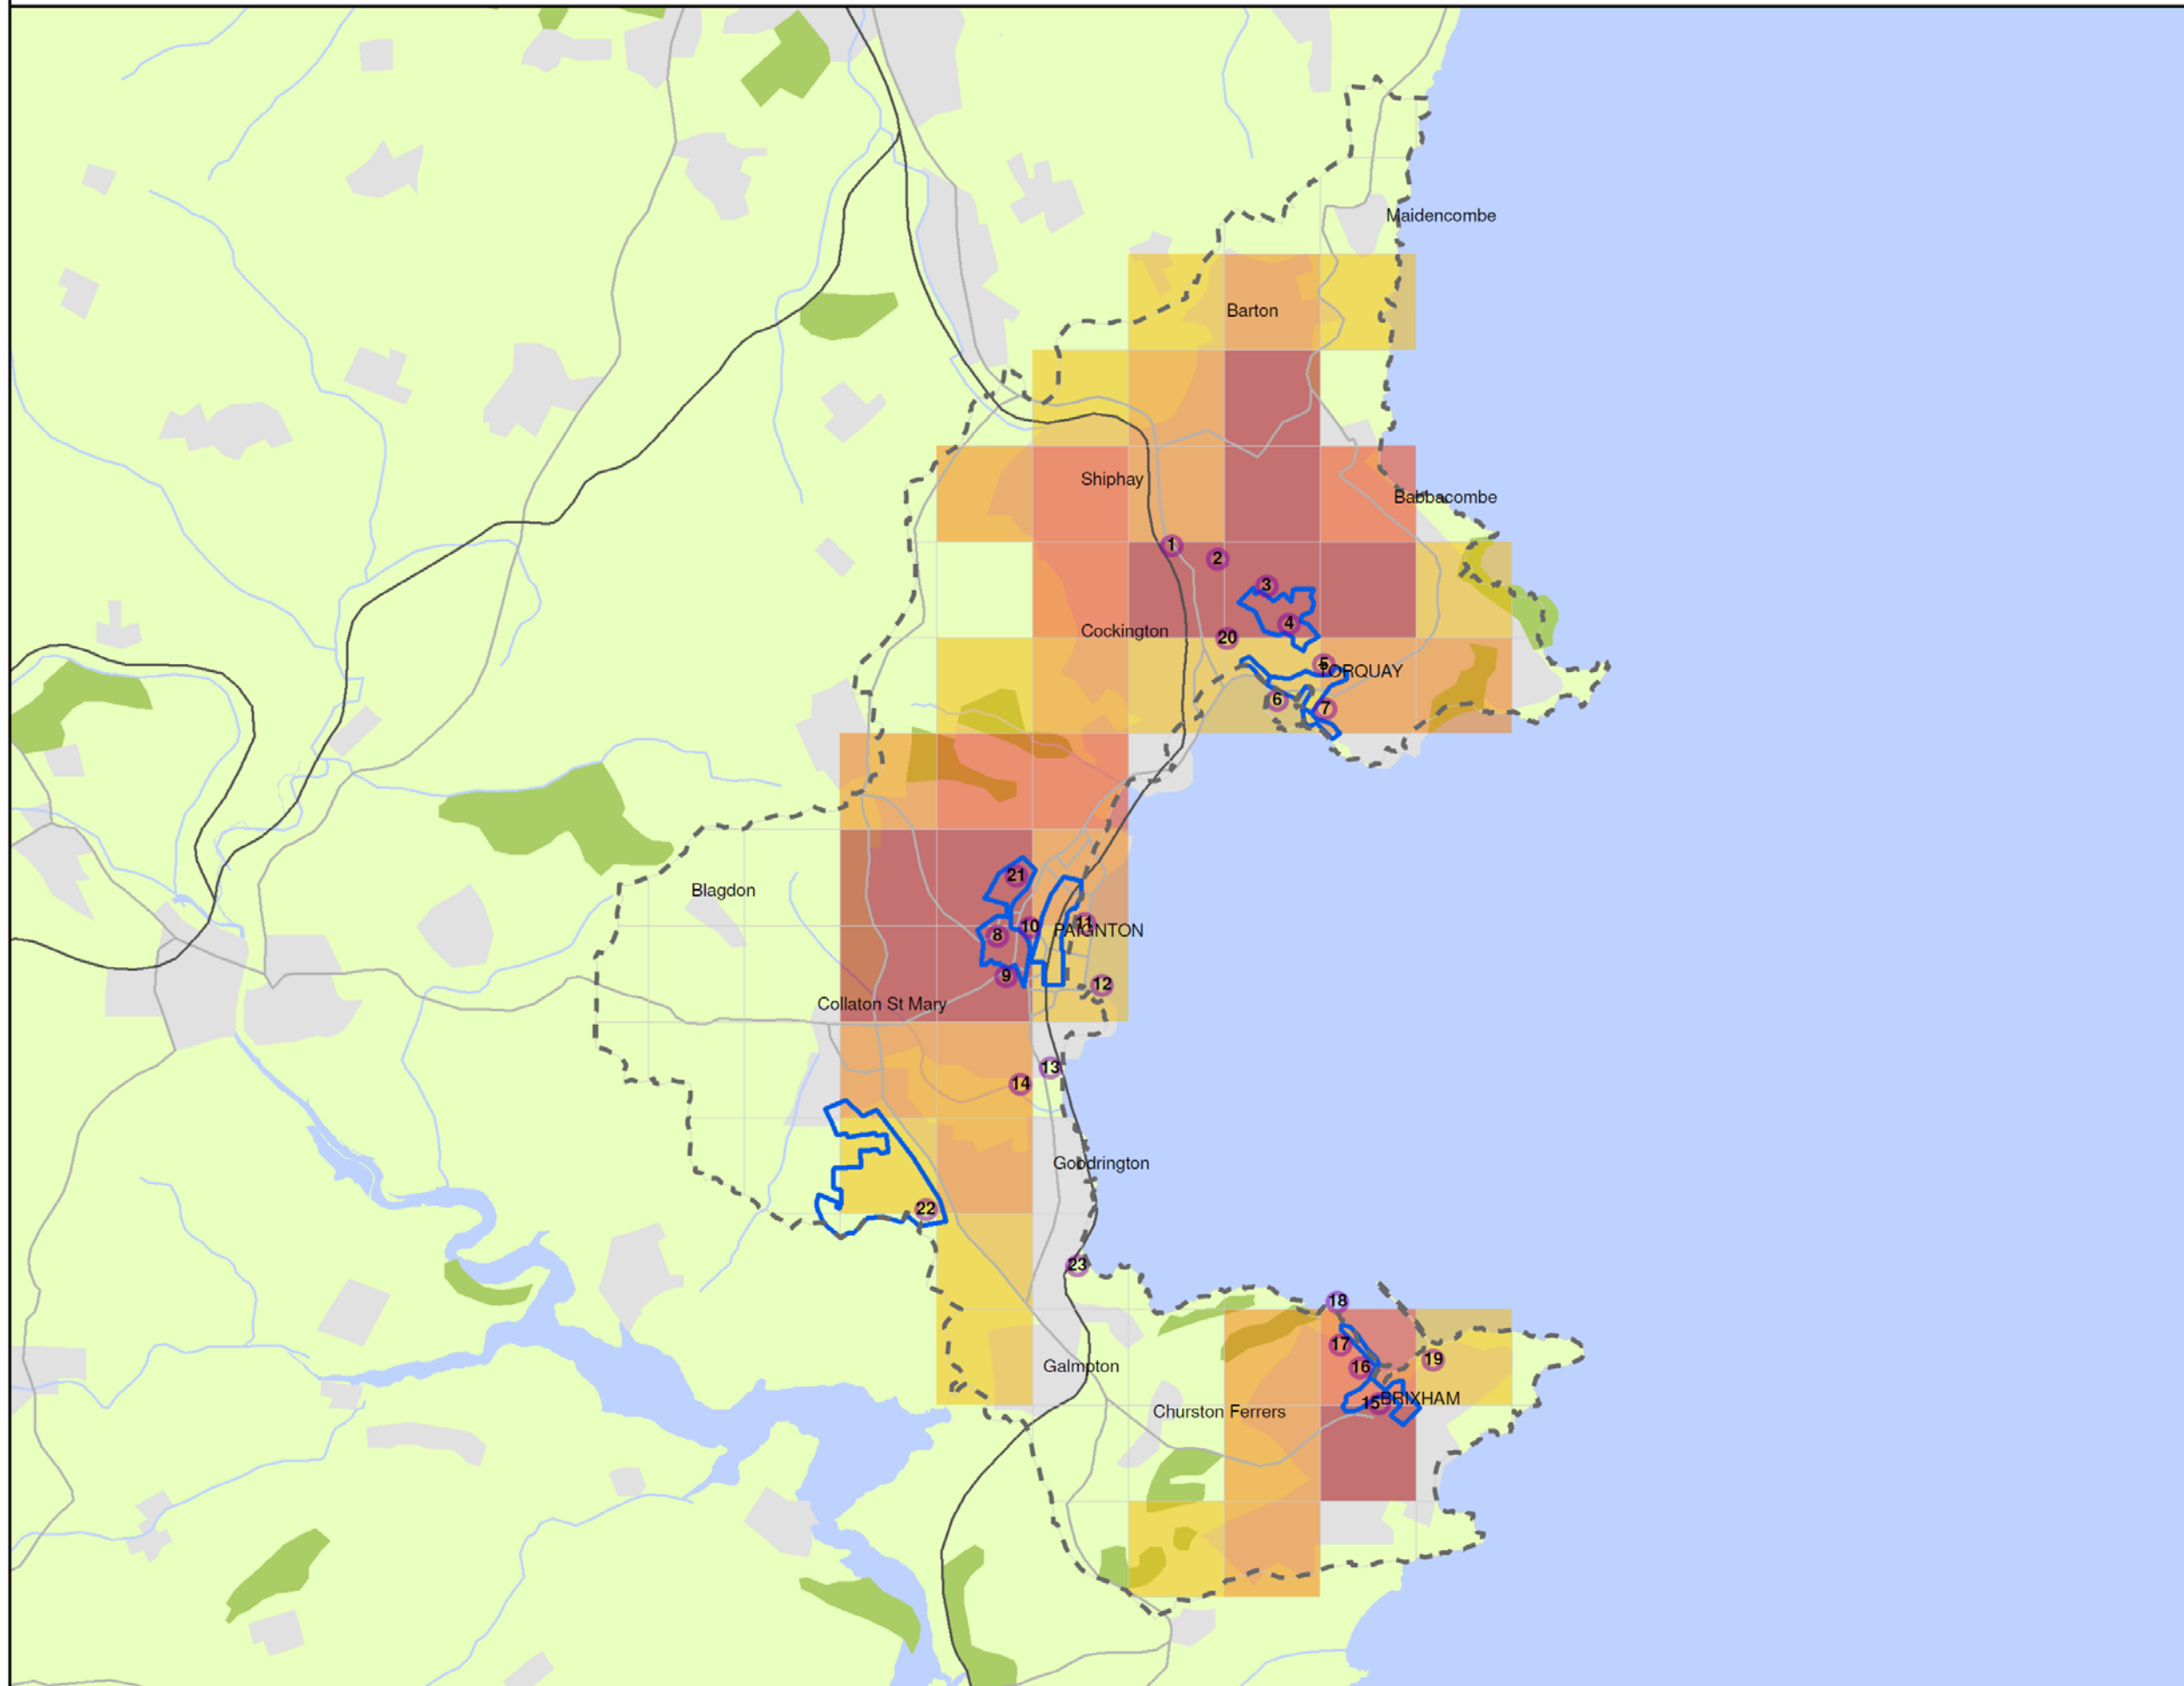 Maidencombe
Barton
Shiphay
Babbacombe
1
2
3
4
Cockington
20
5
TORQUAY
6
7
21
Blagdon
10
11
8
PAIGNTON
9
12
Collaton St Mary
13
14
Goodrington
22
23
18
17
19
16
Galmpton
15
BRIXHAM
Churston Ferrers